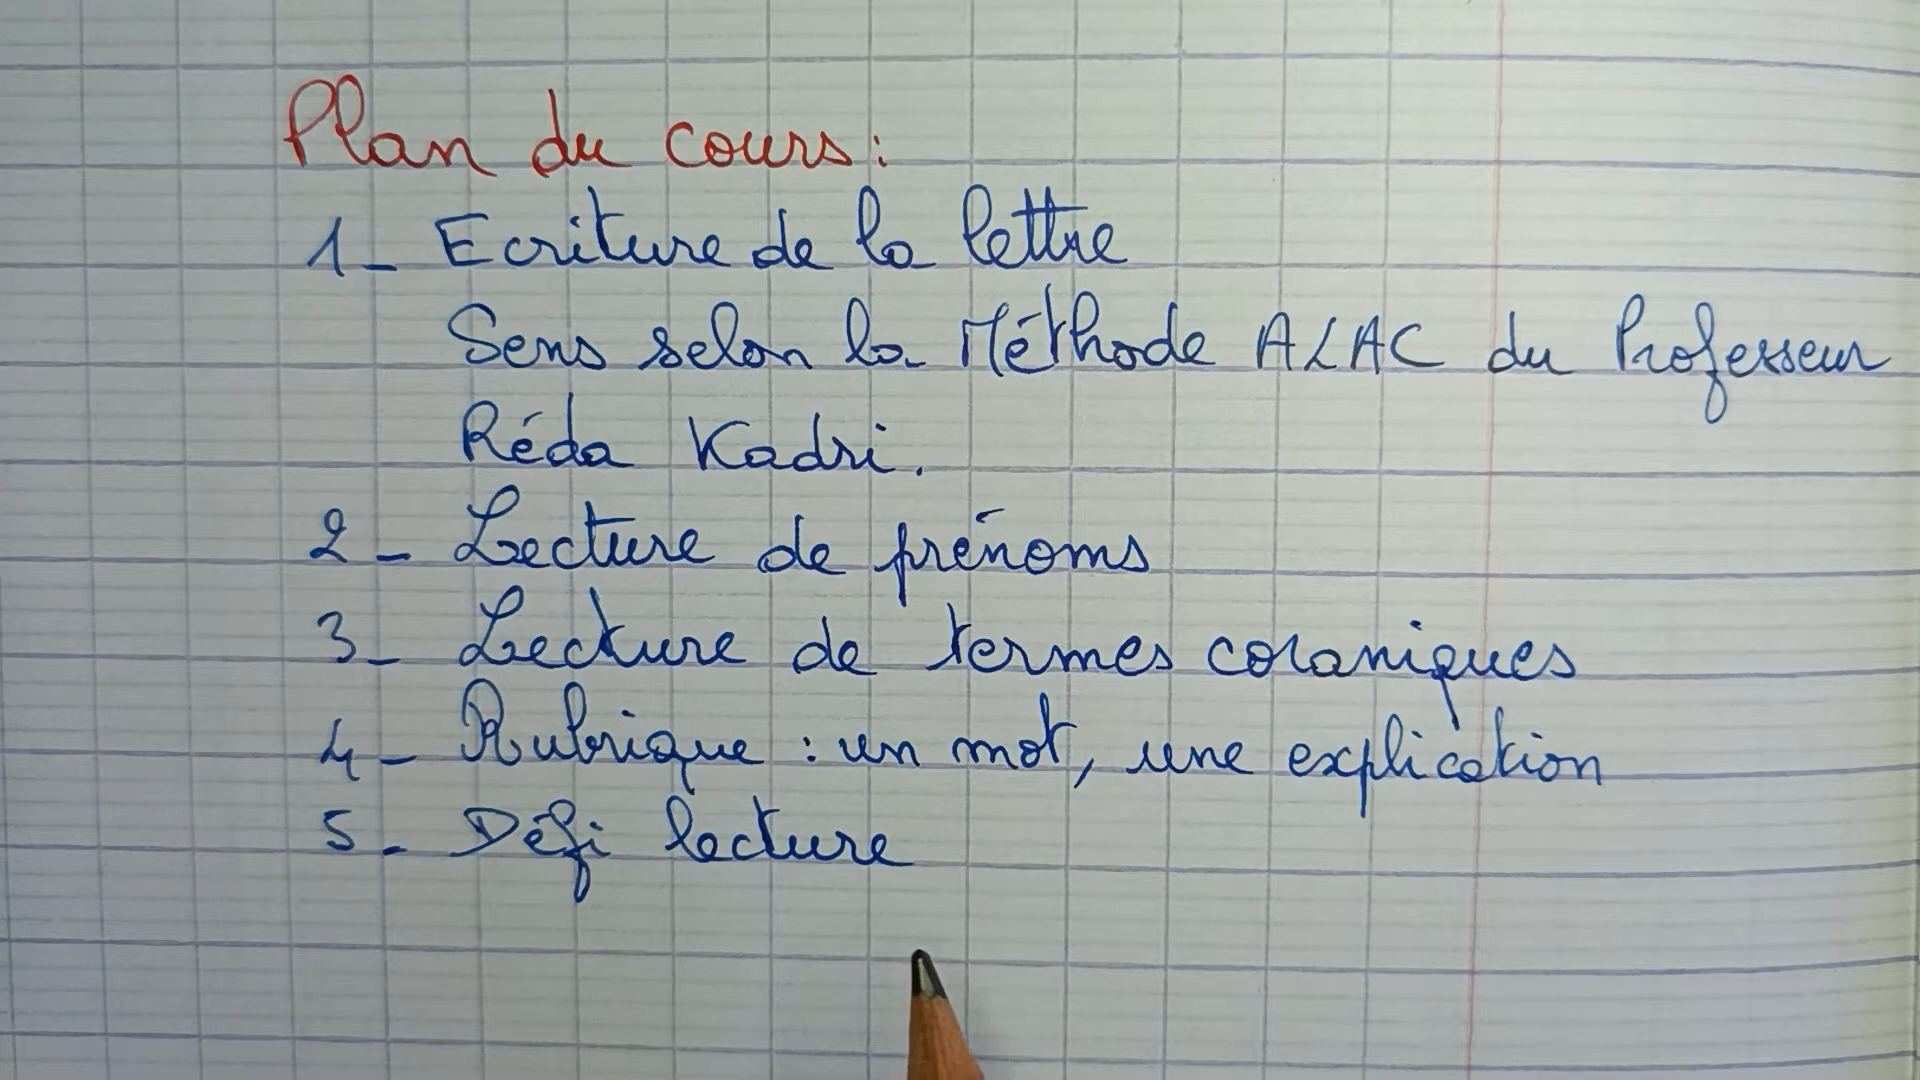 Plan du cours:
1_ Ecriture de la lettre
Sens selon la Méthode ALAC du Professeur
Réda Kadri.
2_ Lecture de prénoms
3_ Lecture de termes coraniques
4_ Rubrique : un mot, une explication
5_ Défi lecture